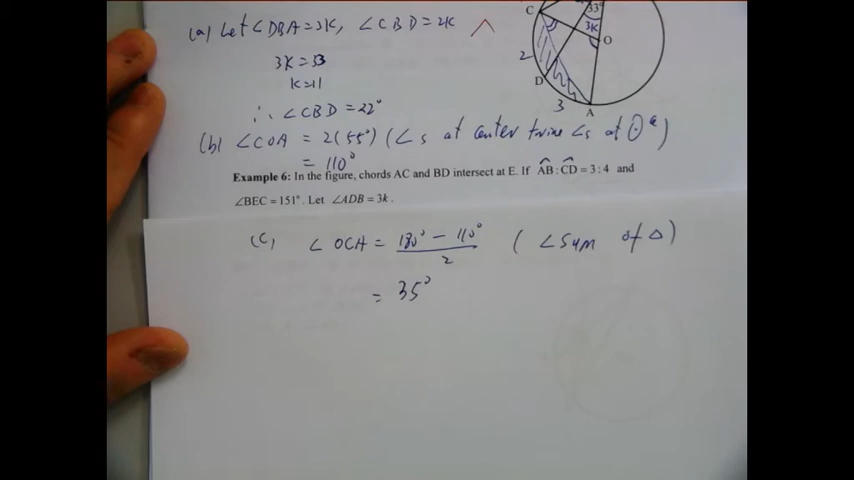 C
33°
3K
O
2
D
3
A
(a) Let ∠DBA = 3K, ∠CBD = 2K
3K = 33
K = 11
∴ ∠CBD = 22°
(b) ∠COA = 2(55°) (∠s at center twice ∠s at ⊙ce)
= 110°
Example 6: In the figure, chords AC and BD intersect at E. If ⌒AB : ⌒CD = 3 : 4 and
∠BEC = 151°. Let ∠ADB = 3k.
(c) ∠OCA = (180° − 110°)/2 (∠ sum of △)
= 35°